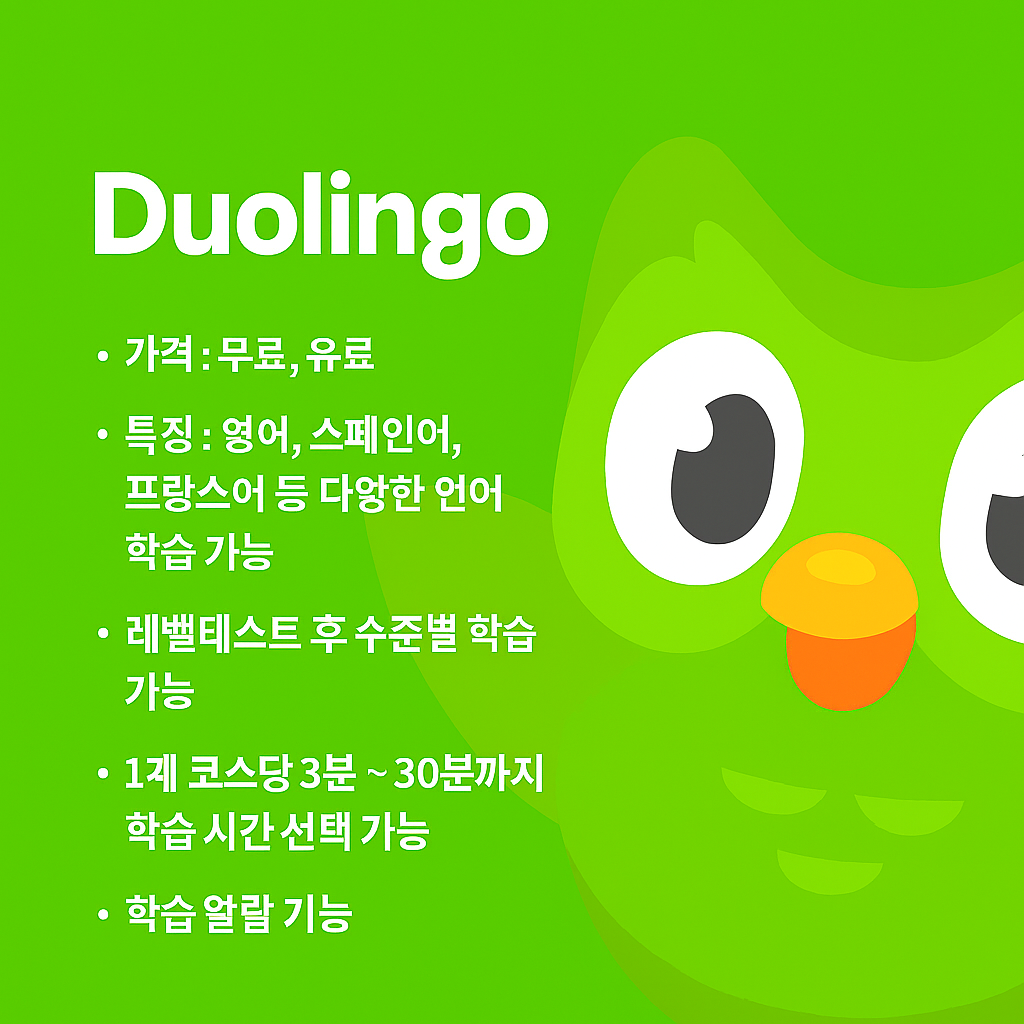 Duolingo
• 가격 : 무료, 유료
• 특징 : 영어, 스페인어,
프랑스어 등 다양한 언어
학습 가능
• 레밸테스트 후 수준별 학습
가능
• 1계 코스당 3분 ~ 30분까지
학습 시간 선택 가능
• 학습 알람 기능